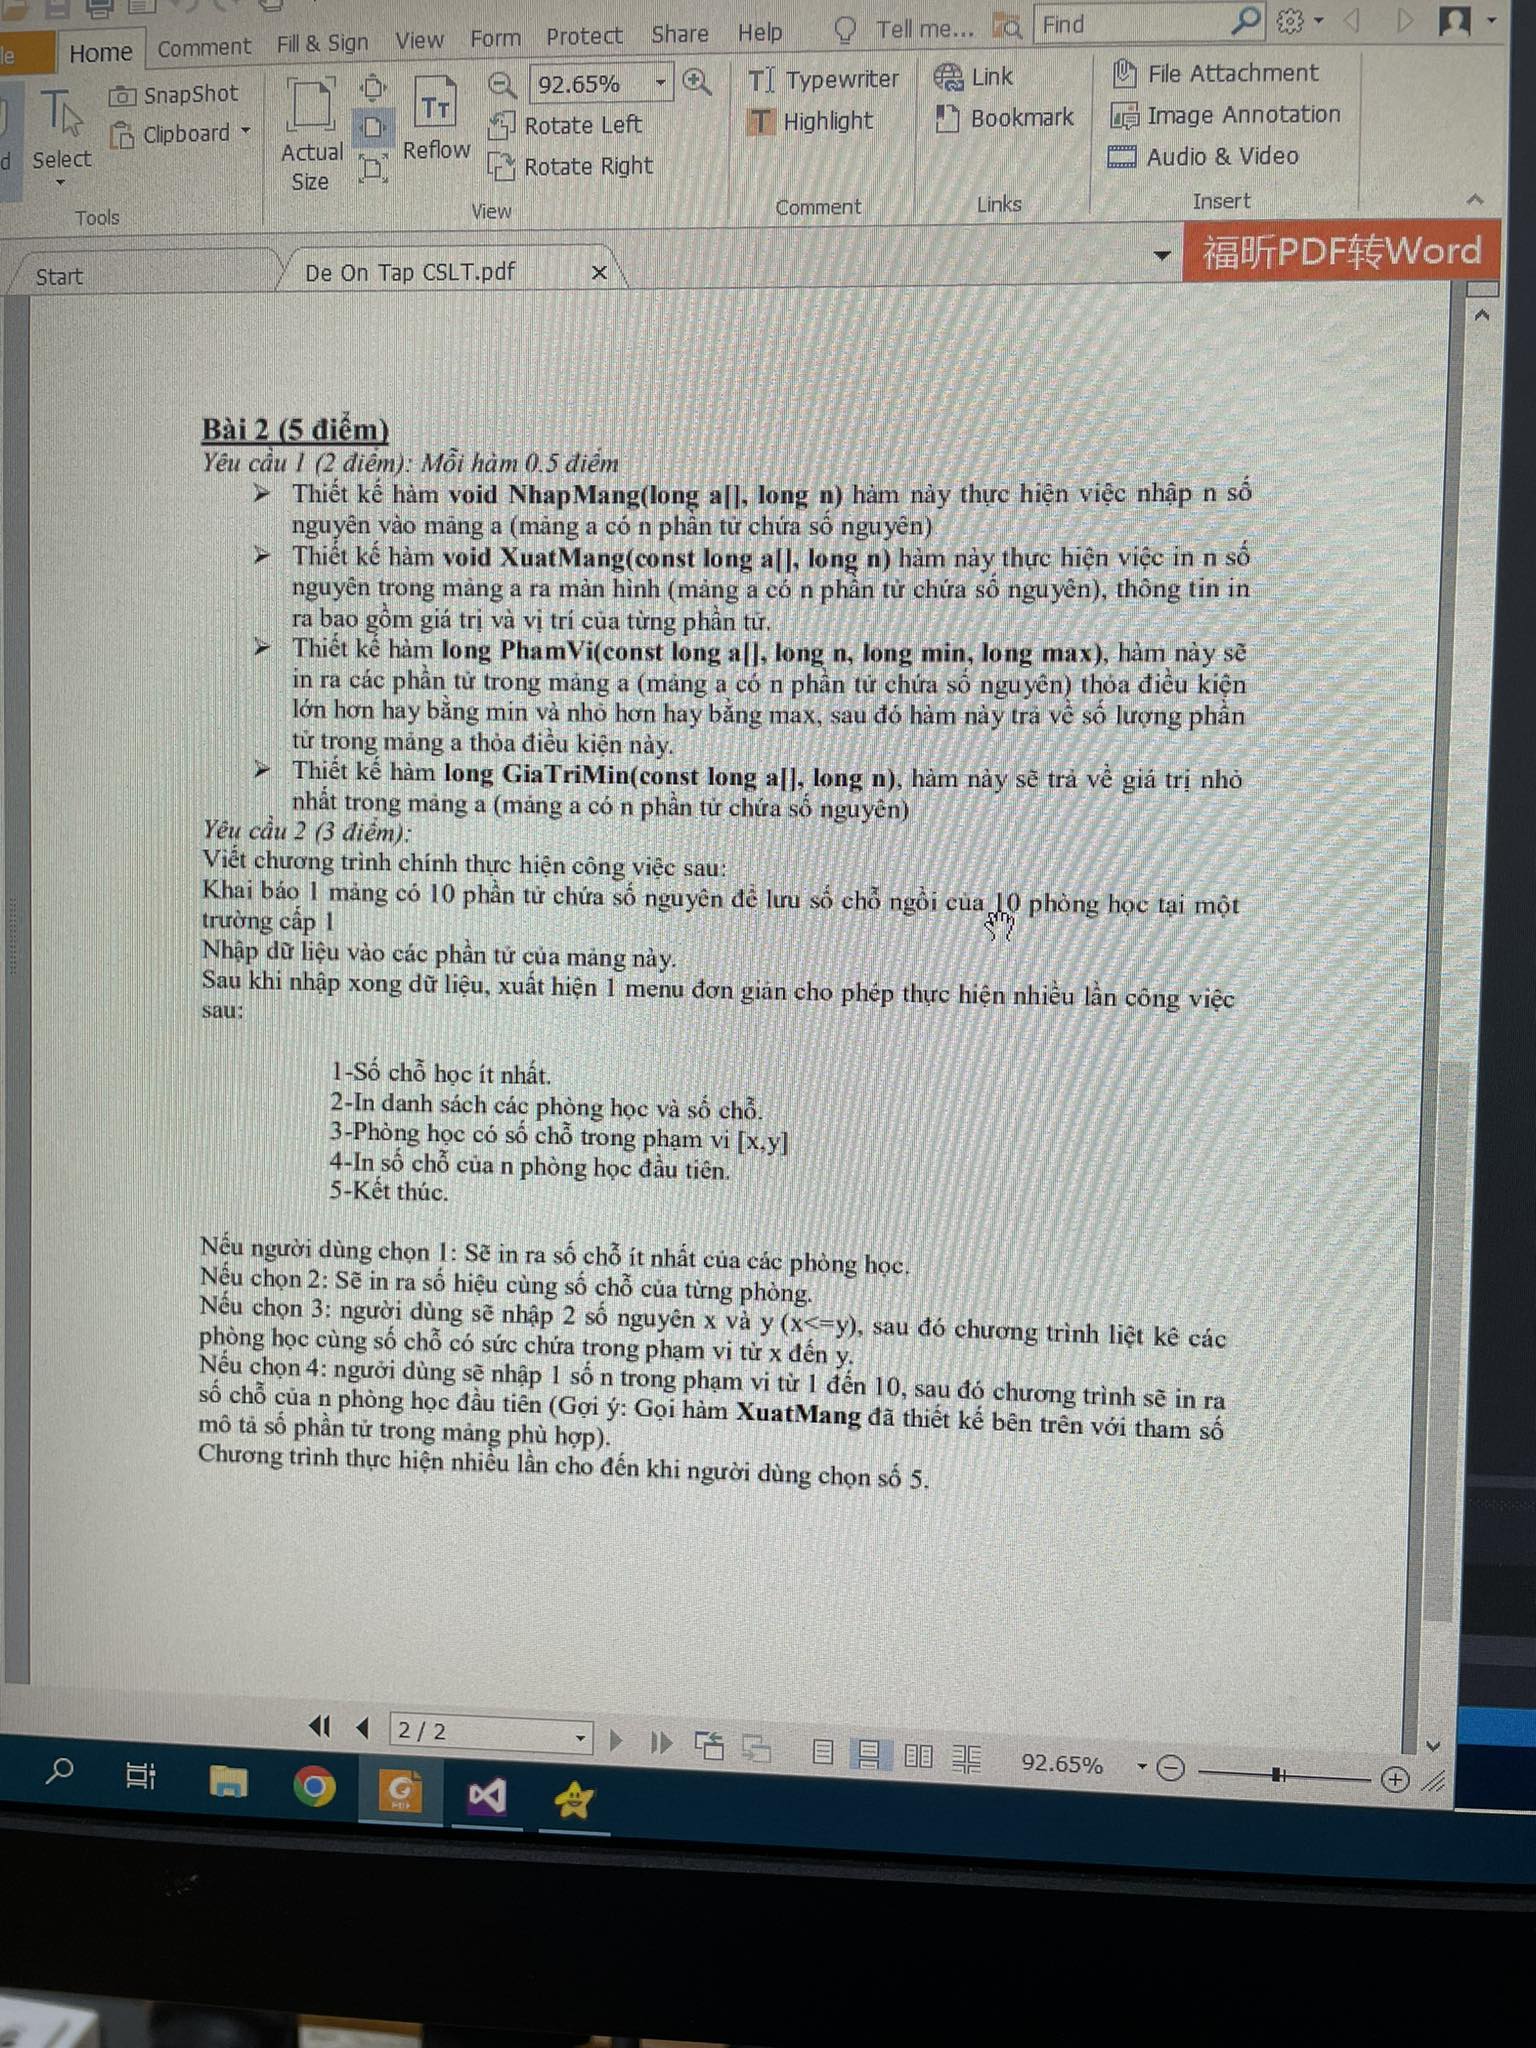 Home Comment Fill & Sign View Form Protect Share Help Tell me... Find
SnapShot
Clipboard
Select
Tools
Actual
Size
Reflow
92.65%
Rotate Left
Rotate Right
View
Typewriter
Highlight
Comment
Link
Bookmark
Links
File Attachment
Image Annotation
Audio & Video
Insert
Start
De On Tap CSLT.pdf
福昕PDF转Word
Bài 2 (5 điểm)
Yêu cầu 1 (2 điểm): Mỗi hàm 0.5 điểm
➢ Thiết kế hàm void NhapMang(long a[], long n) hàm này thực hiện việc nhập n số
nguyên vào mảng a (mảng a có n phần tử chứa số nguyên)
➢ Thiết kế hàm void XuatMang(const long a[], long n) hàm này thực hiện việc in n số
nguyên trong mảng a ra màn hình (mảng a có n phần tử chứa số nguyên), thông tin in
ra bao gồm giá trị và vị trí của từng phần tử.
➢ Thiết kế hàm long PhamVi(const long a[], long n, long min, long max), hàm này sẽ
in ra các phần tử trong mảng a (mảng a có n phần tử chứa số nguyên) thỏa điều kiện
lớn hơn hay bằng min và nhỏ hơn hay bằng max, sau đó hàm này trả về số lượng phần
tử trong mảng a thỏa điều kiện này.
➢ Thiết kế hàm long GiaTriMin(const long a[], long n), hàm này sẽ trả về giá trị nhỏ
nhất trong mảng a (mảng a có n phần tử chứa số nguyên)
Yêu cầu 2 (3 điểm):
Viết chương trình chính thực hiện công việc sau:
Khai báo 1 mảng có 10 phần tử chứa số nguyên để lưu số chỗ ngồi của 10 phòng học tại một
trường cấp 1
Nhập dữ liệu vào các phần tử của mảng này.
Sau khi nhập xong dữ liệu, xuất hiện 1 menu đơn giản cho phép thực hiện nhiều lần công việc
sau:
1-Số chỗ học ít nhất.
2-In danh sách các phòng học và số chỗ.
3-Phòng học có số chỗ trong phạm vi [x,y]
4-In số chỗ của n phòng học đầu tiên.
5-Kết thúc.
Nếu người dùng chọn 1: Sẽ in ra số chỗ ít nhất của các phòng học.
Nếu chọn 2: Sẽ in ra số hiệu cùng số chỗ của từng phòng.
Nếu chọn 3: người dùng sẽ nhập 2 số nguyên x và y (x<=y), sau đó chương trình liệt kê các
phòng học cùng số chỗ có sức chứa trong phạm vi từ x đến y.
Nếu chọn 4: người dùng sẽ nhập 1 số n trong phạm vi từ 1 đến 10, sau đó chương trình sẽ in ra
số chỗ của n phòng học đầu tiên (Gợi ý: Gọi hàm XuatMang đã thiết kế bên trên với tham số
mô tả số phần tử trong mảng phù hợp).
Chương trình thực hiện nhiều lần cho đến khi người dùng chọn số 5.
2 / 2
92.65%